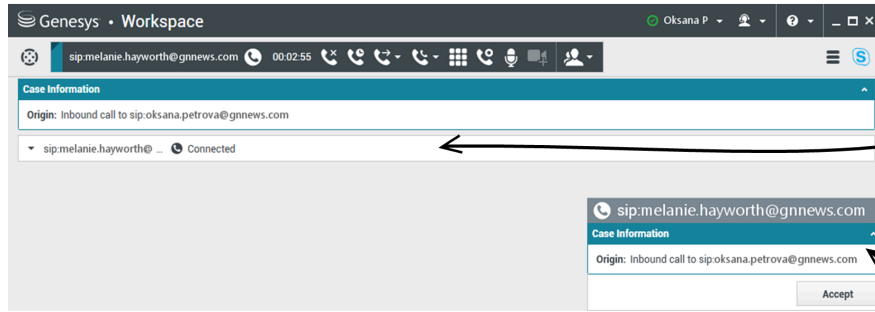 Genesys • Workspace
Oksana P
sip:melanie.hayworth@gnnews.com 00:02:55
Case Information
Origin: Inbound call to sip:oksana.petrova@gnnews.com
sip:melanie.hayworth@ ... Connected
sip:melanie.hayworth@gnnews.com
Case Information
Origin: Inbound call to sip:oksana.petrova@gnnews.com
Accept